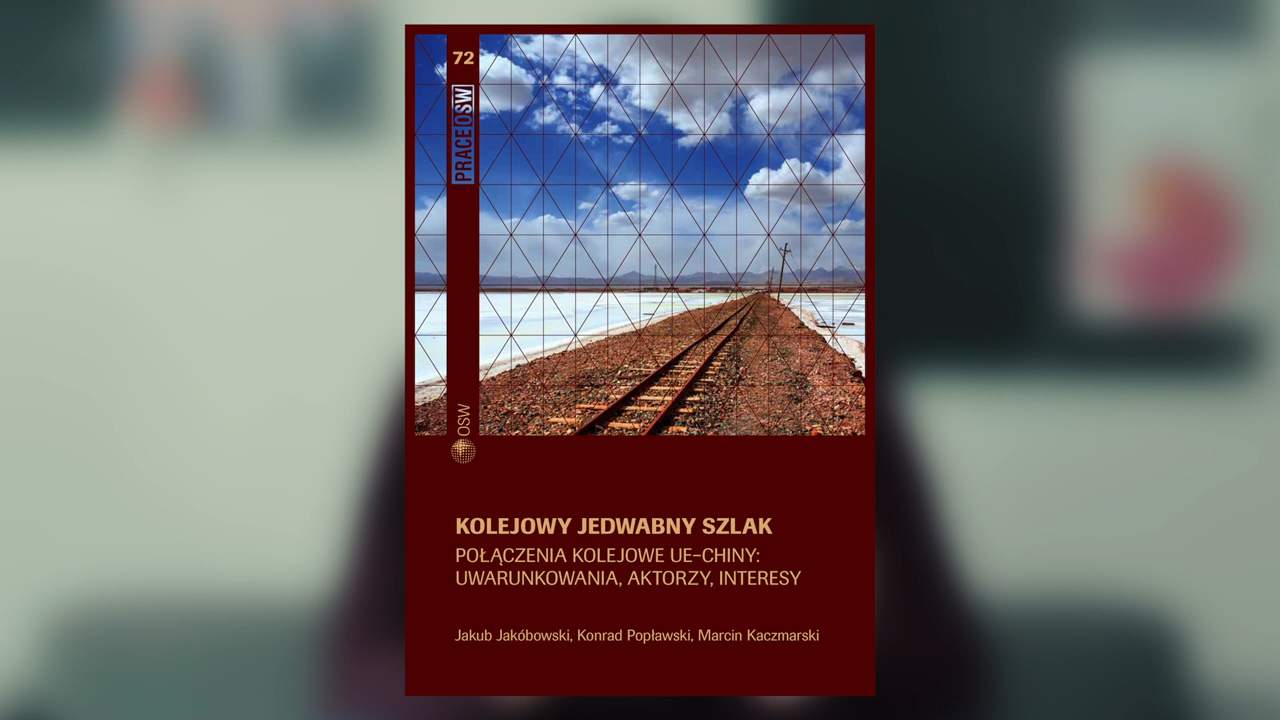 72
PRACE OSW
OSW
KOLEJOWY JEDWABNY SZLAK
POŁĄCZENIA KOLEJOWE UE–CHINY:
UWARUNKOWANIA, AKTORZY, INTERESY
Jakub Jakóbowski, Konrad Popławski, Marcin Kaczmarski